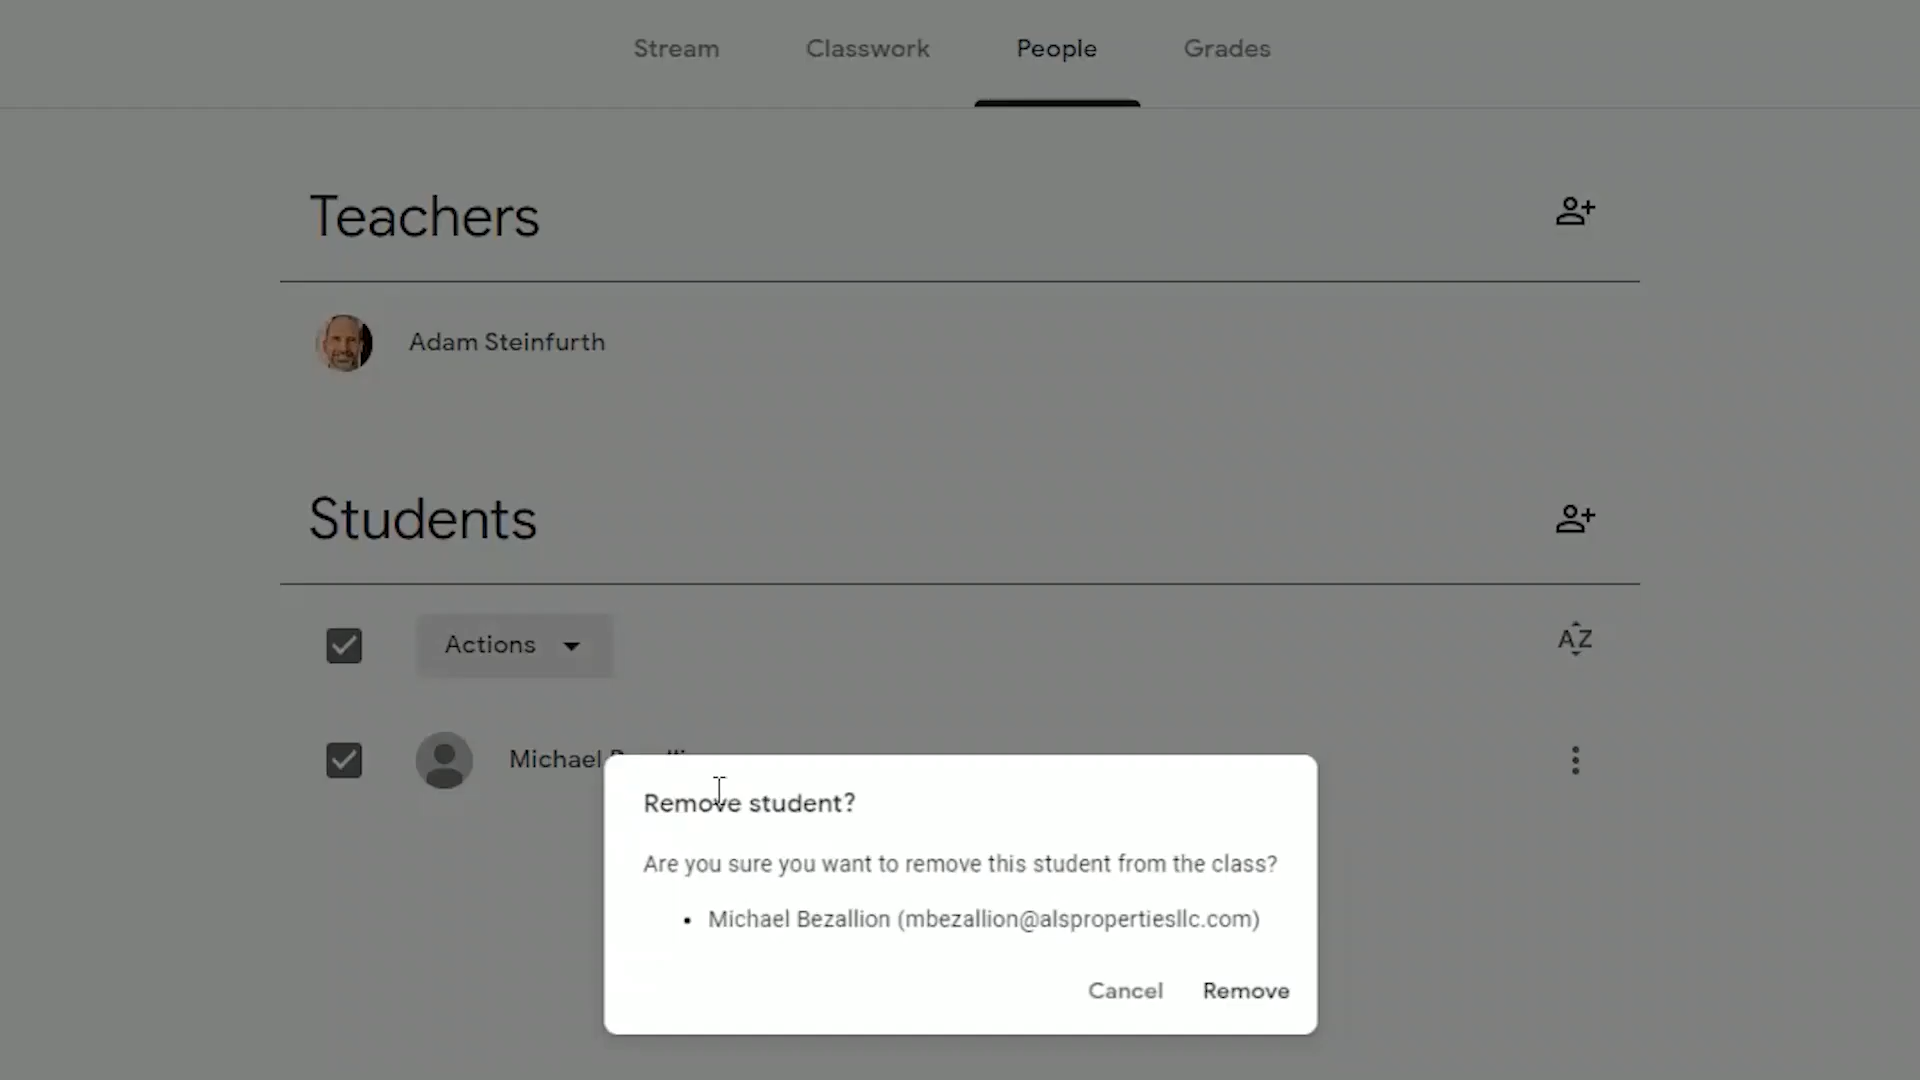 Stream Classwork People Grades
Teachers
Adam Steinfurth
Students
Actions
AZ
Michael
Remove student?
Are you sure you want to remove this student from the class?
• Michael Bezallion (mbezallion@alspropertiesllc.com)
Cancel Remove